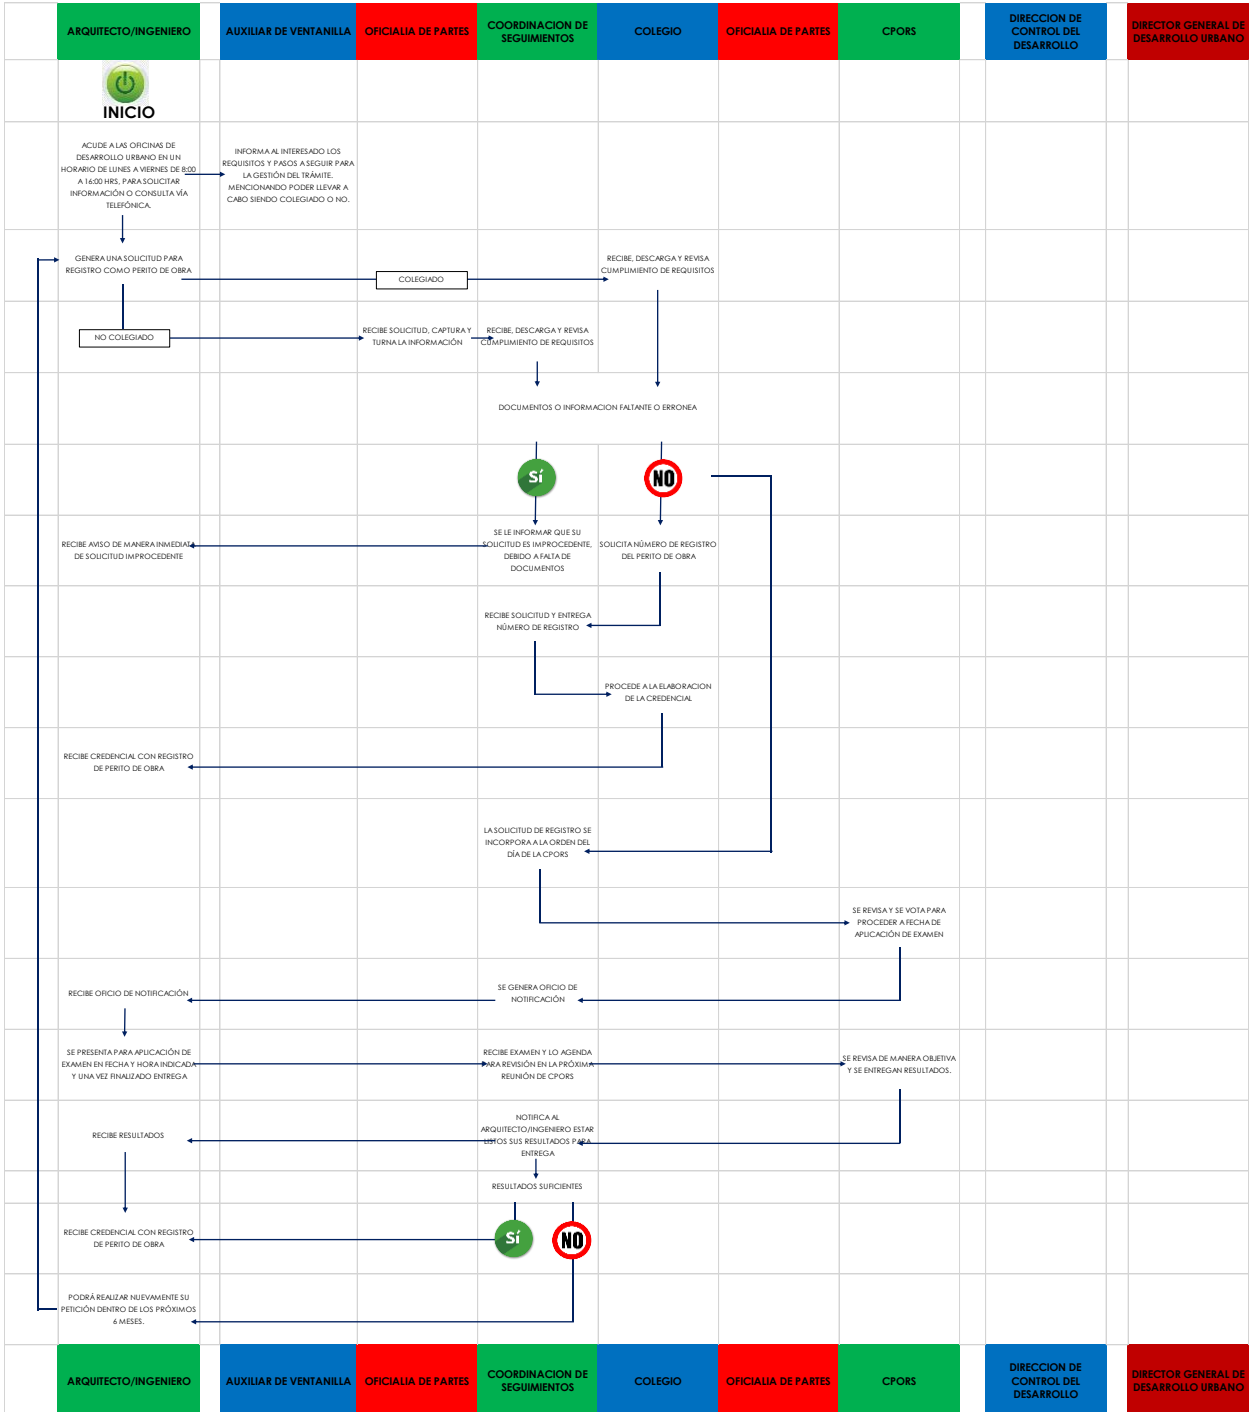 ARQUITECTO/INGENIERO
AUXILIAR DE VENTANILLA
OFICIALIA DE PARTES
COORDINACION DE
SEGUIMIENTOS
COLEGIO
OFICIALIA DE PARTES
CPORS
DIRECCION DE
CONTROL DEL
DESARROLLO
DIRECTOR GENERAL DE
DESARROLLO URBANO
INICIO
ACUDE A LAS OFICINAS DE
DESARROLLO URBANO EN UN
HORARIO DE LUNES A VIERNES DE 8:00
A 16:00 HRS, PARA SOLICITAR
INFORMACIÓN O CONSULTA VÍA
TELEFÓNICA.
INFORMA AL INTERESADO LOS
REQUISITOS Y PASOS A SEGUIR PARA
LA GESTIÓN DEL TRÁMITE.
MENCIONANDO PODER LLEVAR A
CABO SIENDO COLEGIADO O NO.
GENERA UNA SOLICITUD PARA
REGISTRO COMO PERITO DE OBRA
COLEGIADO
RECIBE, DESCARGA Y REVISA
CUMPLIMIENTO DE REQUISITOS
NO COLEGIADO
RECIBE SOLICITUD, CAPTURA Y
TURNA LA INFORMACIÓN
RECIBE, DESCARGA Y REVISA
CUMPLIMIENTO DE REQUISITOS
DOCUMENTOS O INFORMACION FALTANTE O ERRONEA
Sí
NO
RECIBE AVISO DE MANERA INMEDIATA
DE SOLICITUD IMPROCEDENTE
SE LE INFORMAR QUE SU
SOLICITUD ES IMPROCEDENTE,
DEBIDO A FALTA DE
DOCUMENTOS
SOLICITA NÚMERO DE REGISTRO
DEL PERITO DE OBRA
RECIBE SOLICITUD Y ENTREGA
NÚMERO DE REGISTRO
PROCEDE A LA ELABORACION
DE LA CREDENCIAL
RECIBE CREDENCIAL CON REGISTRO
DE PERITO DE OBRA
LA SOLICITUD DE REGISTRO SE
INCORPORA A LA ORDEN DEL
DÍA DE LA CPORS
SE REVISA Y SE VOTA PARA
PROCEDER A FECHA DE
APLICACIÓN DE EXAMEN
RECIBE OFICIO DE NOTIFICACIÓN
SE GENERA OFICIO DE
NOTIFICACIÓN
SE PRESENTA PARA APLICACIÓN DE
EXAMEN EN FECHA Y HORA INDICADA
Y UNA VEZ FINALIZADO ENTREGA
RECIBE EXAMEN Y LO AGENDA
PARA REVISIÓN EN LA PRÓXIMA
REUNIÓN DE CPORS
SE REVISA DE MANERA OBJETIVA
Y SE ENTREGAN RESULTADOS.
RECIBE RESULTADOS
NOTIFICA AL
ARQUITECTO/INGENIERO ESTAR
LISTOS SUS RESULTADOS PARA
ENTREGA
RESULTADOS SUFICIENTES
RECIBE CREDENCIAL CON REGISTRO
DE PERITO DE OBRA
Sí
NO
PODRÁ REALIZAR NUEVAMENTE SU
PETICIÓN DENTRO DE LOS PRÓXIMOS
6 MESES.
ARQUITECTO/INGENIERO
AUXILIAR DE VENTANILLA
OFICIALIA DE PARTES
COORDINACION DE
SEGUIMIENTOS
COLEGIO
OFICIALIA DE PARTES
CPORS
DIRECCION DE
CONTROL DEL
DESARROLLO
DIRECTOR GENERAL DE
DESARROLLO URBANO